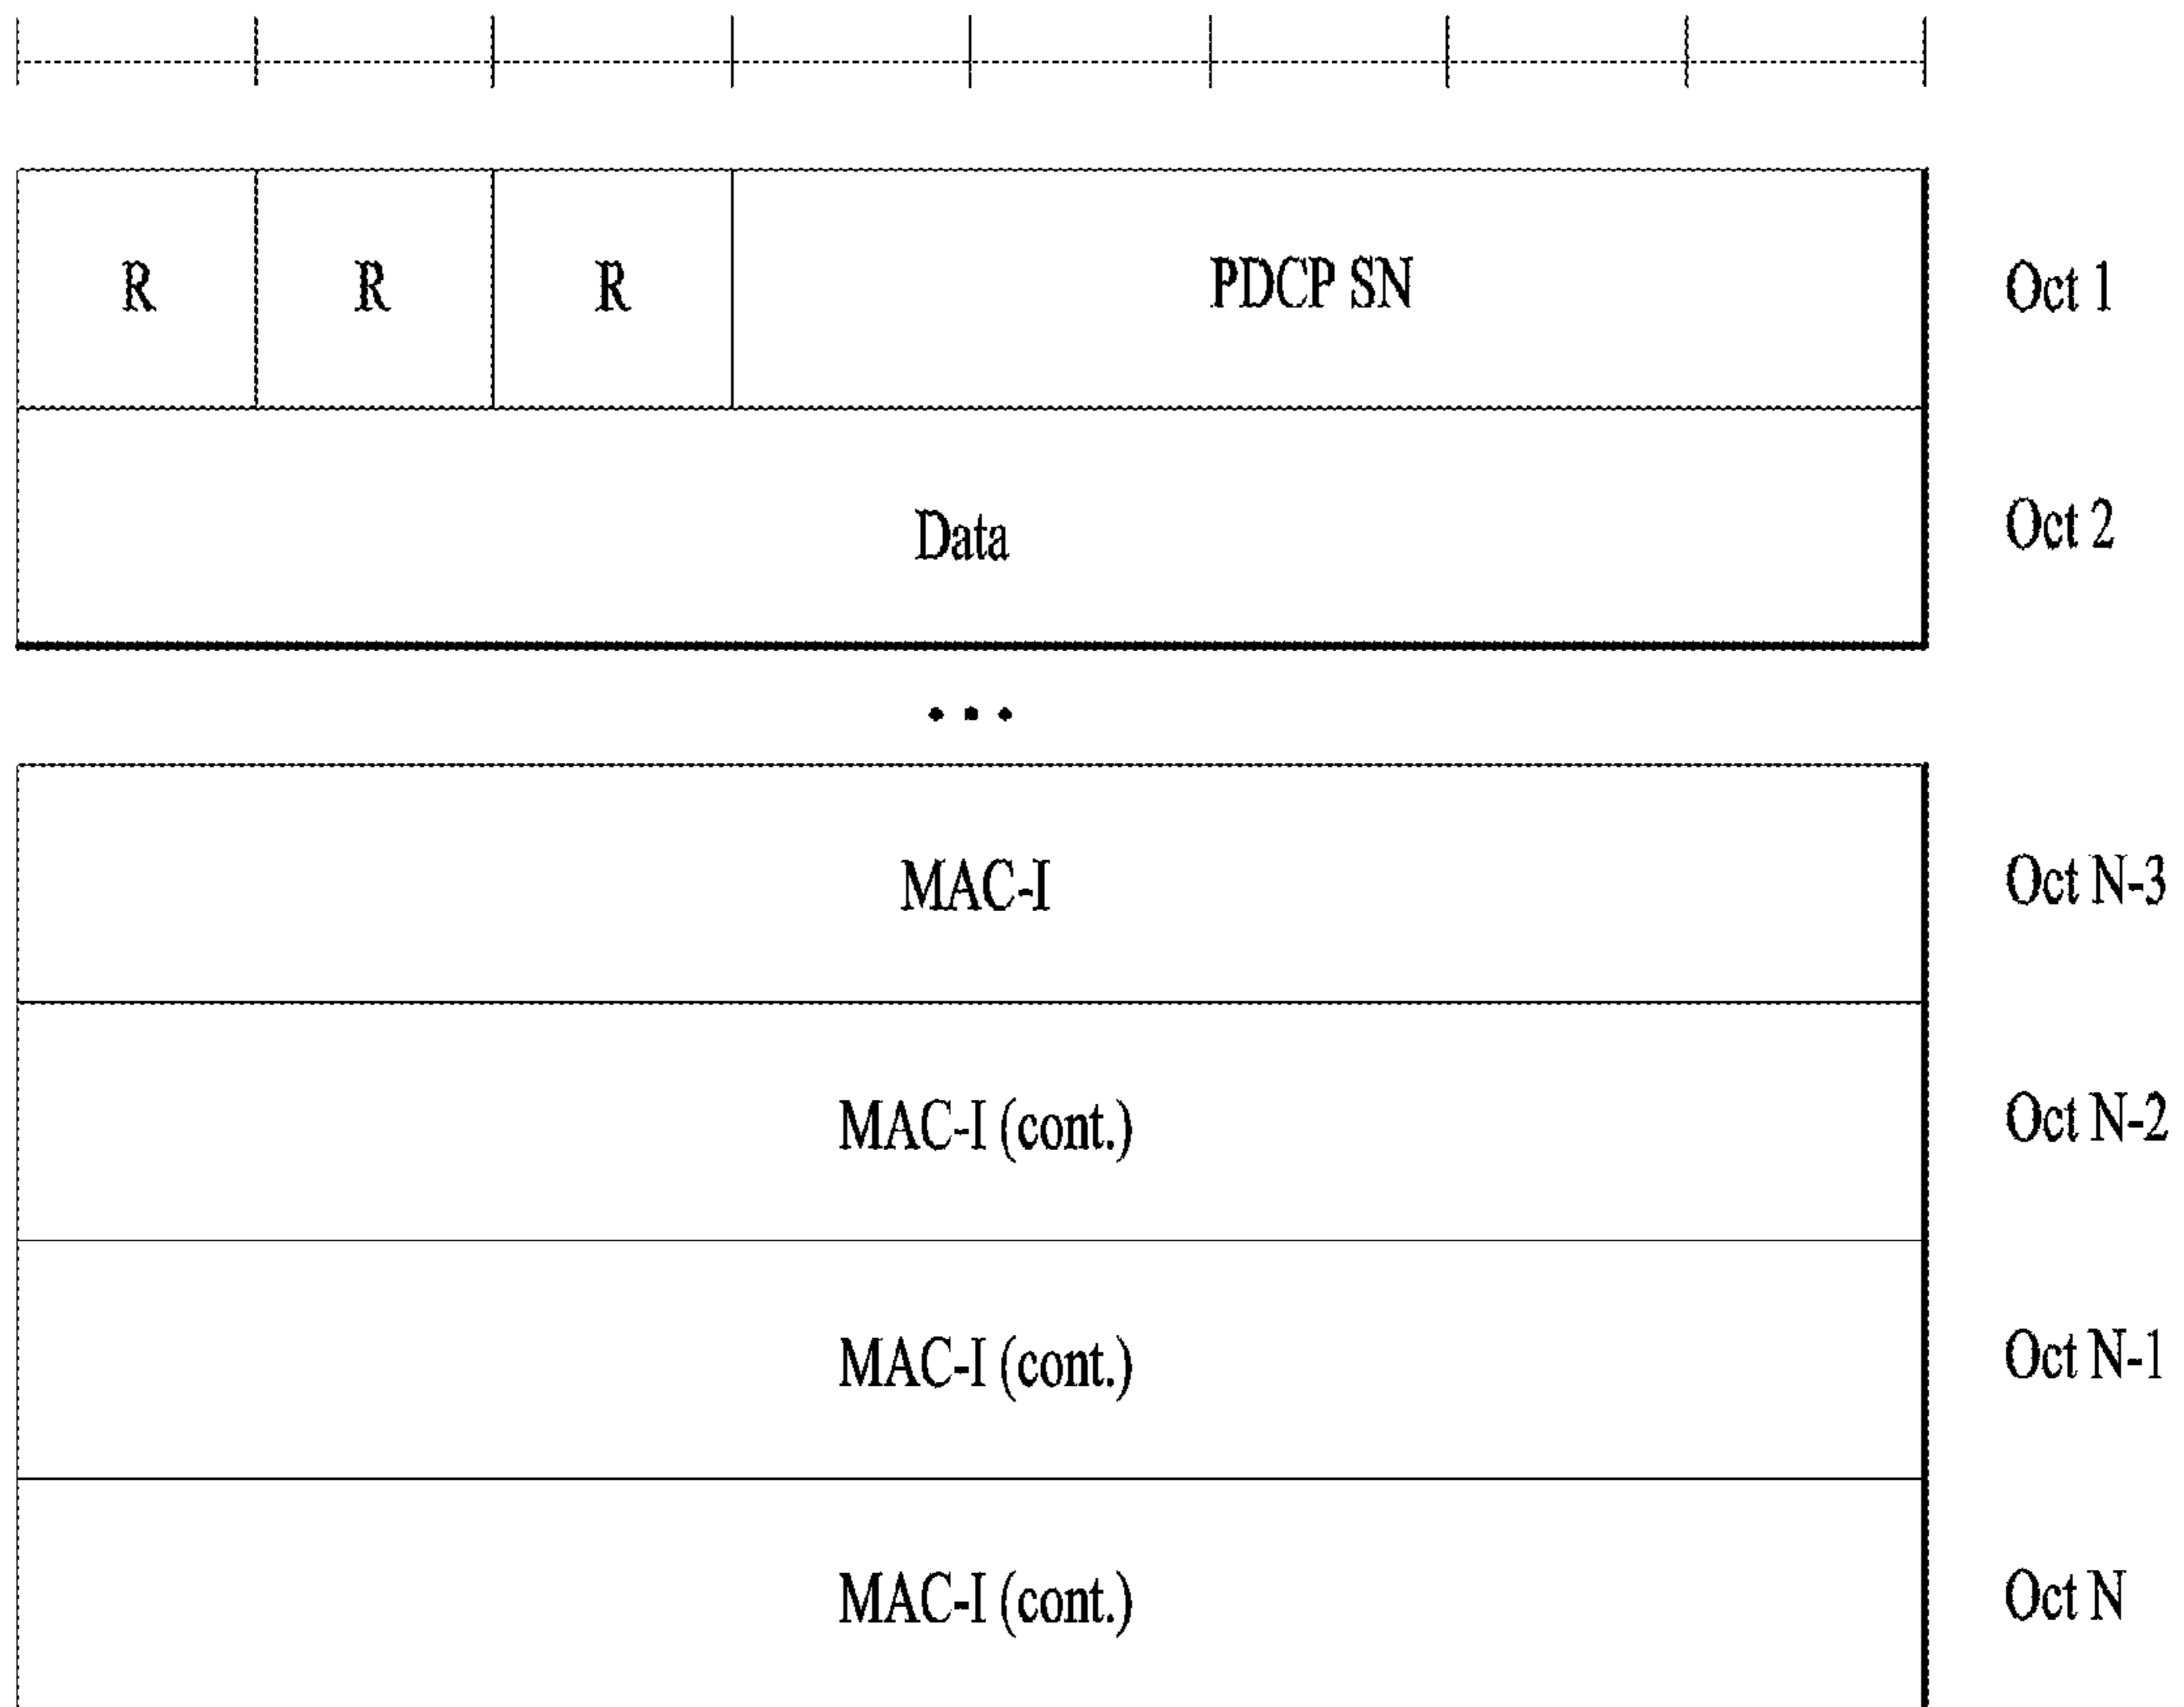 R R R PDCP SN Oct 1
Data Oct 2
...
MAC-I Oct N-3
MAC-I (cont.) Oct N-2
MAC-I (cont.) Oct N-1
MAC-I (cont.) Oct N